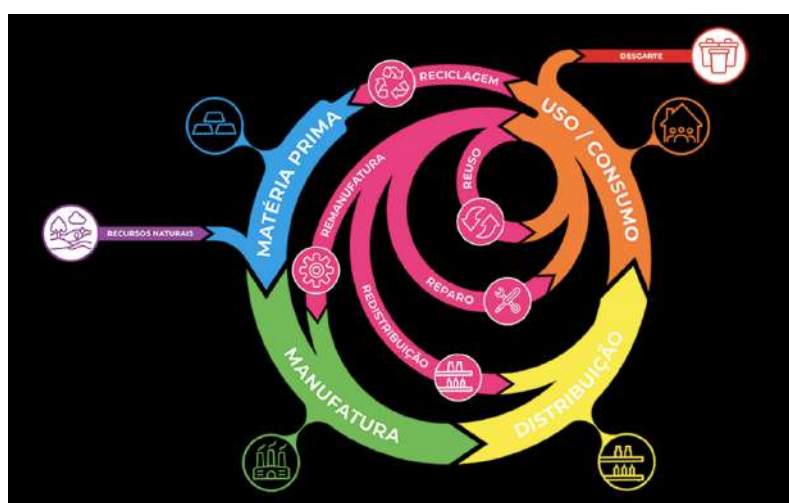 DESCARTE
RECICLAGEM
USO / CONSUMO
MATÉRIA PRIMA
REUSO
REMANUFATURA
RECURSOS NATURAIS
REPARO
REDISTRIBUIÇÃO
MANUFATURA
DISTRIBUIÇÃO